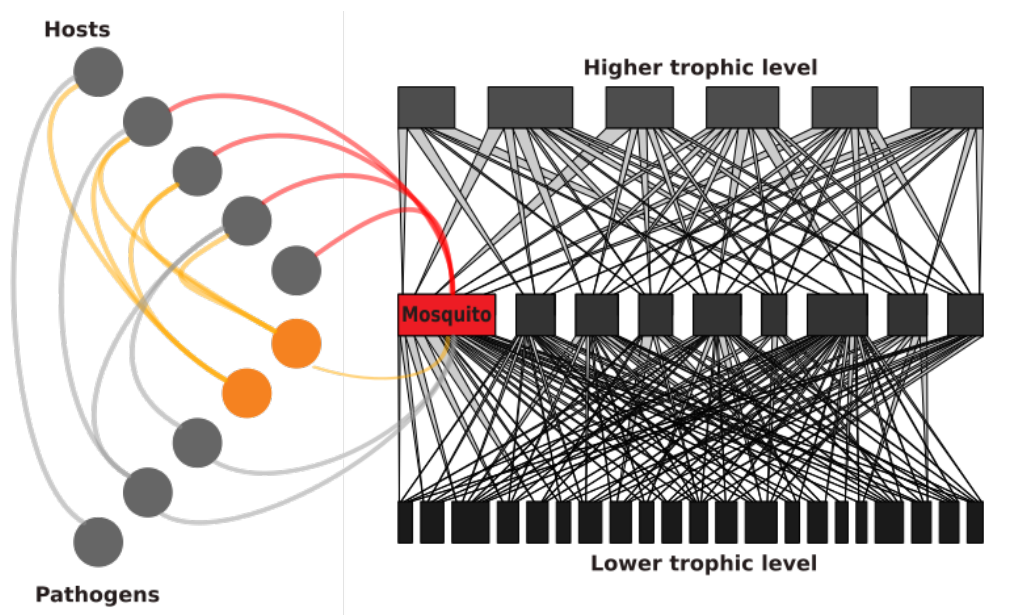 Hosts
Higher trophic level
Mosquito
Lower trophic level
Pathogens